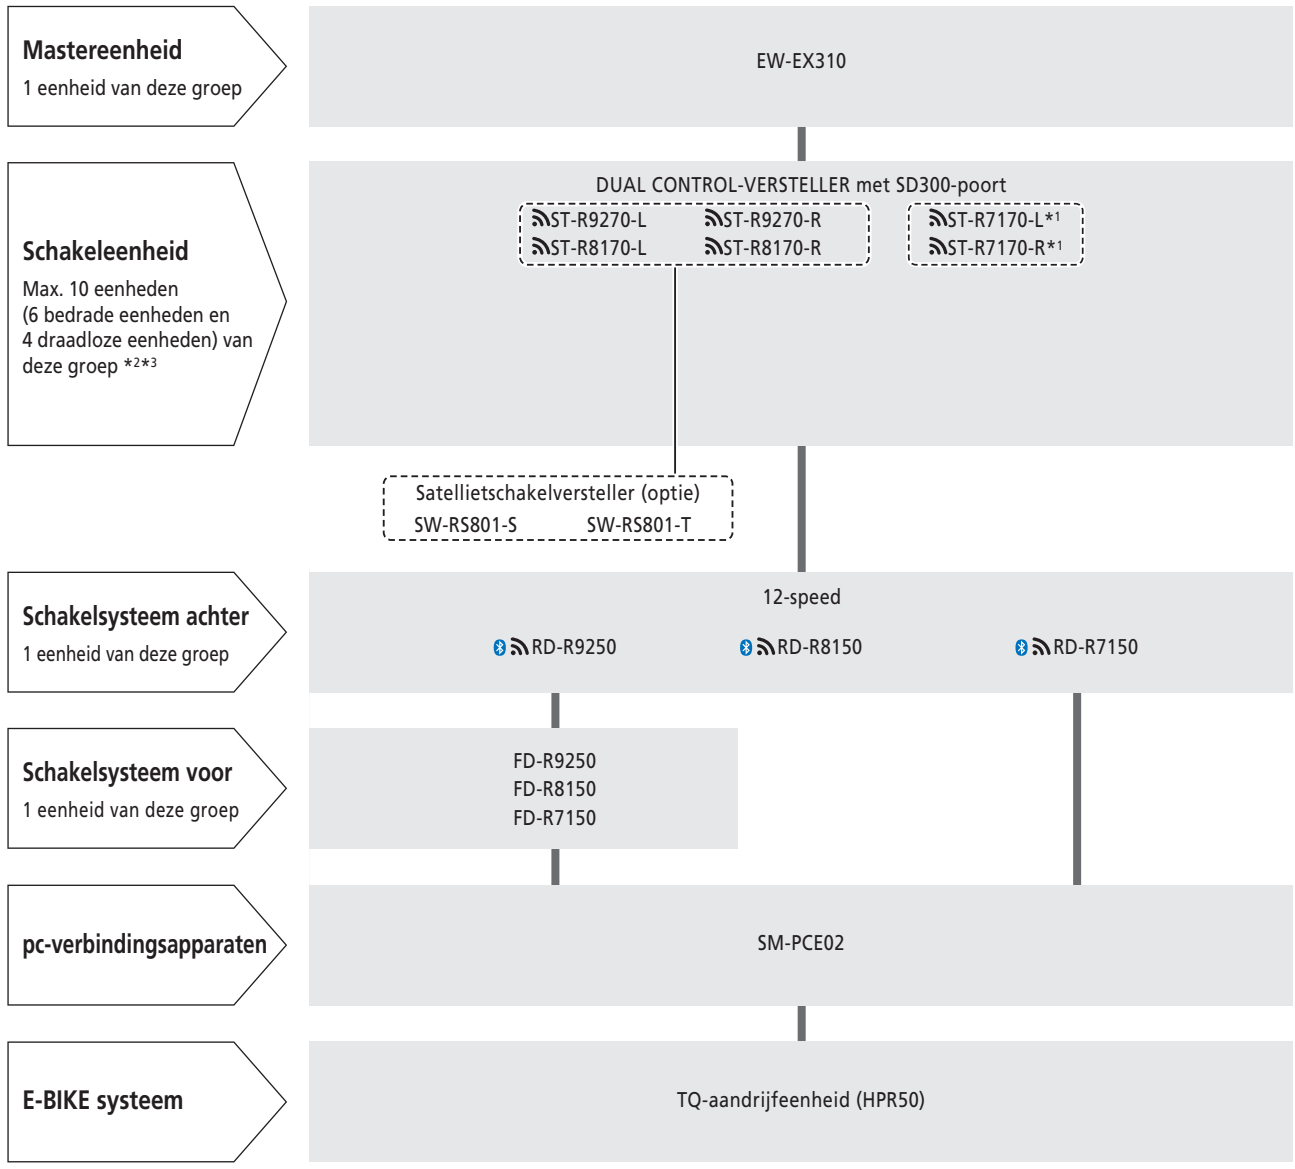 Mastereenheid
1 eenheid van deze groep
EW-EX310
Schakeleenheid
Max. 10 eenheden
(6 bedrade eenheden en
4 draadloze eenheden) van
deze groep *2*3
DUAL CONTROL-VERSTELLER met SD300-poort
ST-R9270-L ST-R9270-R ST-R7170-L*1
ST-R8170-L ST-R8170-R ST-R7170-R*1
Satellietschakelversteller (optie)
SW-RS801-S SW-RS801-T
Schakelsysteem achter
1 eenheid van deze groep
12-speed
RD-R9250 RD-R8150 RD-R7150
Schakelsysteem voor
1 eenheid van deze groep
FD-R9250
FD-R8150
FD-R7150
pc-verbindingsapparaten
SM-PCE02
E-BIKE systeem
TQ-aandrijfeenheid (HPR50)